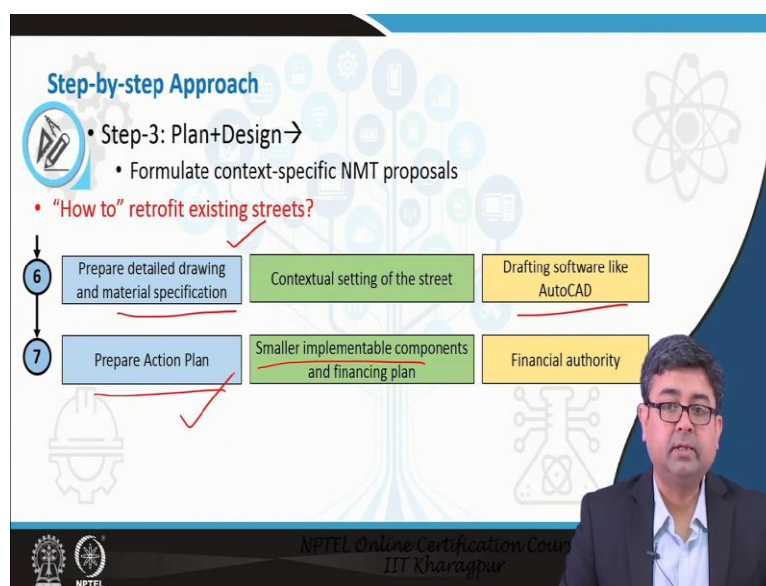 Step-by-step Approach
• Step-3: Plan+Design→
• Formulate context-specific NMT proposals
• "How to" retrofit existing streets?
6
Prepare detailed drawing
and material specification
Contextual setting of the street
Drafting software like
AutoCAD
7
Prepare Action Plan
Smaller implementable components
and financing plan
Financial authority
NPTEL Online Certification Cours
IIT Kharagpur
NPTEL